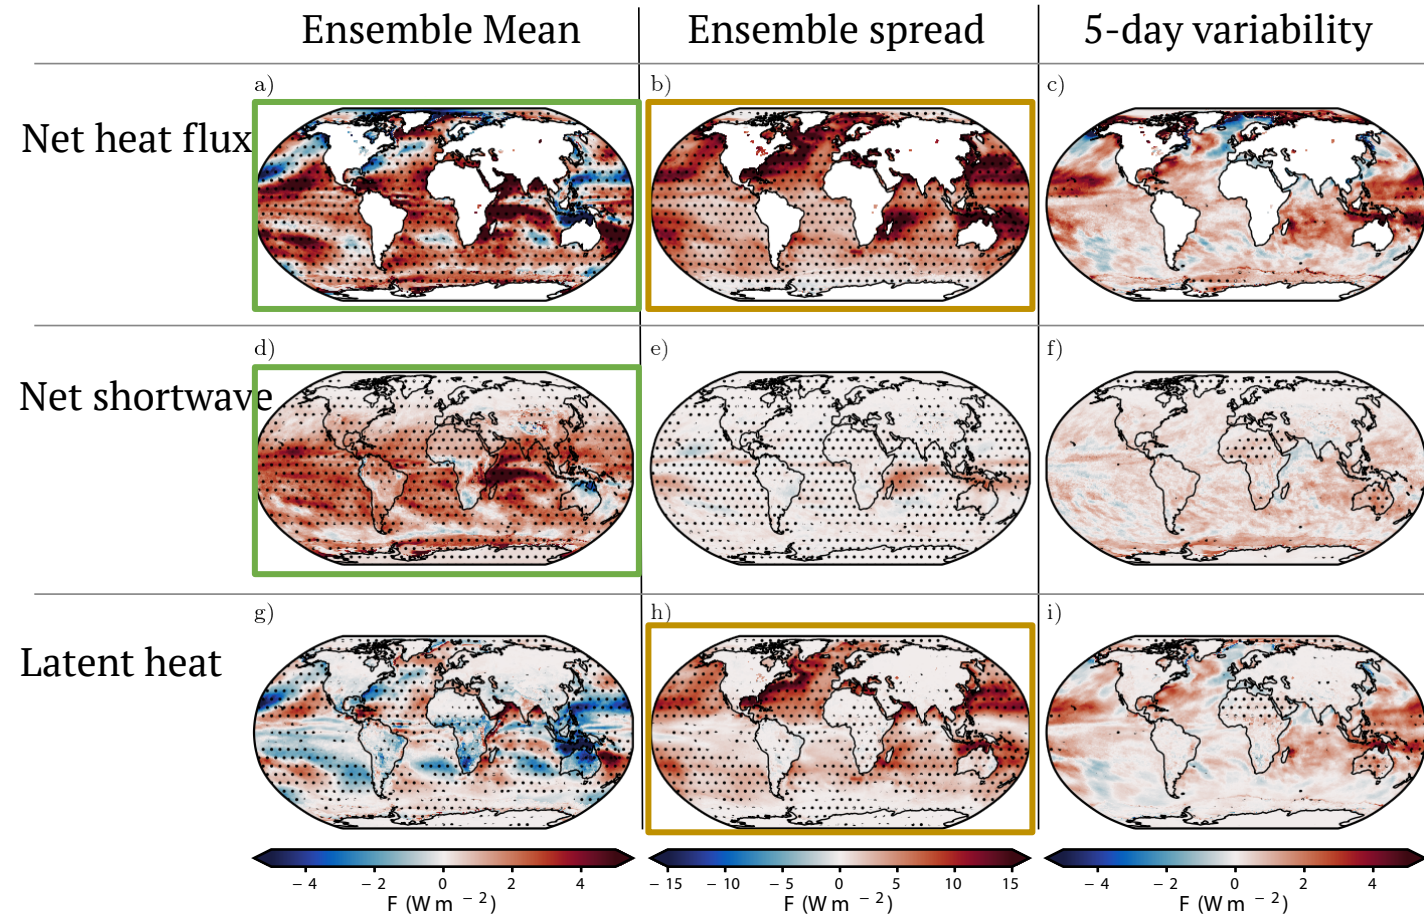 Ensemble Mean Ensemble spread 5-day variability
a) b) c)
Net heat flux
d) e) f)
Net shortwave
g) h) i)
Latent heat
− 4 − 2 0 2 4 − 15 − 10 − 5 0 5 10 15 − 4 − 2 0 2 4
F (W m − 2) F (W m − 2) F (W m − 2)